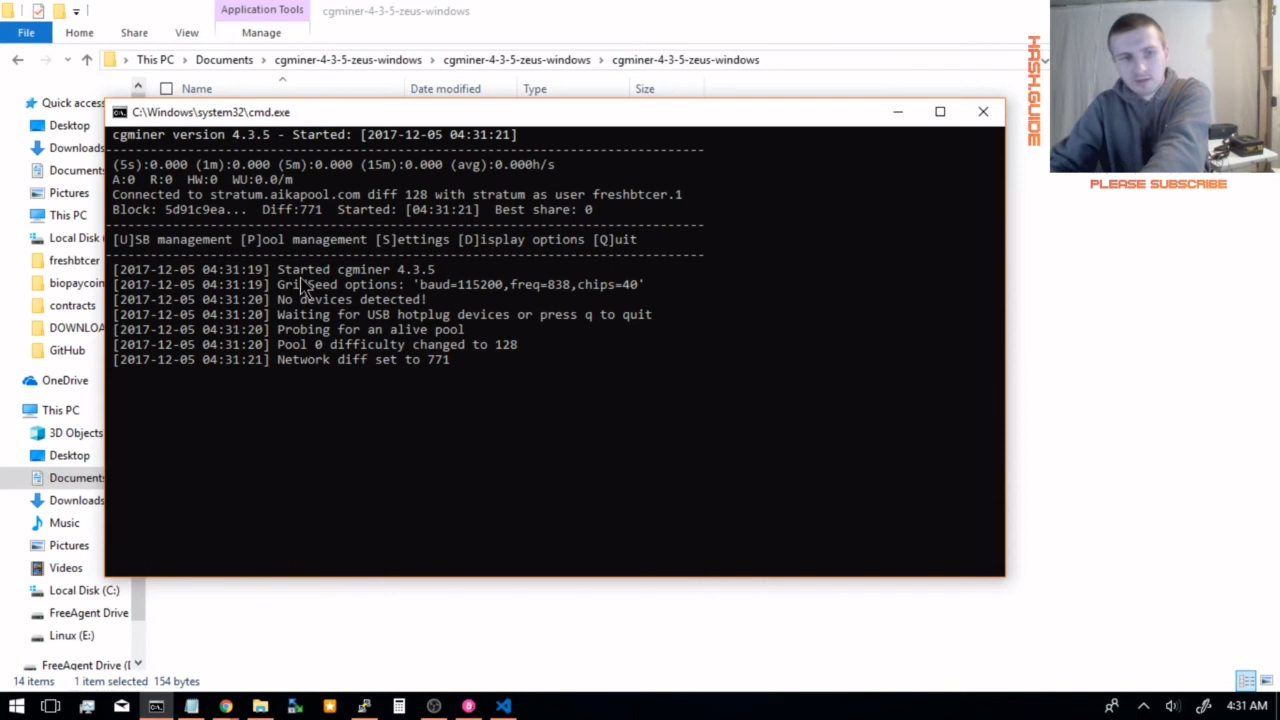 Application Tools
cgminer-4-3-5-zeus-windows
File
Home
Share
View
Manage
This PC
Documents
cgminer-4-3-5-zeus-windows
cgminer-4-3-5-zeus-windows
cgminer-4-3-5-zeus-windows
Name
Date modified
Type
Size
Quick access
Desktop
Downloads
Documents
Pictures
This PC
Local Disk
freshbtcer
biopaycoin
contracts
DOWNLOA
GitHub
OneDrive
This PC
3D Objects
Desktop
Documents
Downloads
Music
Pictures
Videos
Local Disk (C:)
FreeAgent Drive
Linux (E:)
FreeAgent Drive (
C:\Windows\system32\cmd.exe
cgminer version 4.3.5 - Started: [2017-12-05 04:31:21]
(5s):0.000 (1m):0.000 (5m):0.000 (15m):0.000 (avg):0.000h/s
A:0 R:0 HW:0 WU:0.0/m
Connected to stratum.aikapool.com diff 128 with stratum as user freshbtcer.1
Block: 5d91c9ea... Diff:771 Started: [04:31:21] Best share: 0
[U]SB management [P]ool management [S]ettings [D]isplay options [Q]uit
[2017-12-05 04:31:19] Started cgminer 4.3.5
[2017-12-05 04:31:19] GridSeed options: 'baud=115200,freq=838,chips=40'
[2017-12-05 04:31:20] No devices detected!
[2017-12-05 04:31:20] Waiting for USB hotplug devices or press q to quit
[2017-12-05 04:31:20] Probing for an alive pool
[2017-12-05 04:31:20] Pool 0 difficulty changed to 128
[2017-12-05 04:31:21] Network diff set to 771
HASH.GUIDE
PLEASE SUBSCRIBE
14 items
1 item selected 154 bytes
4:31 AM